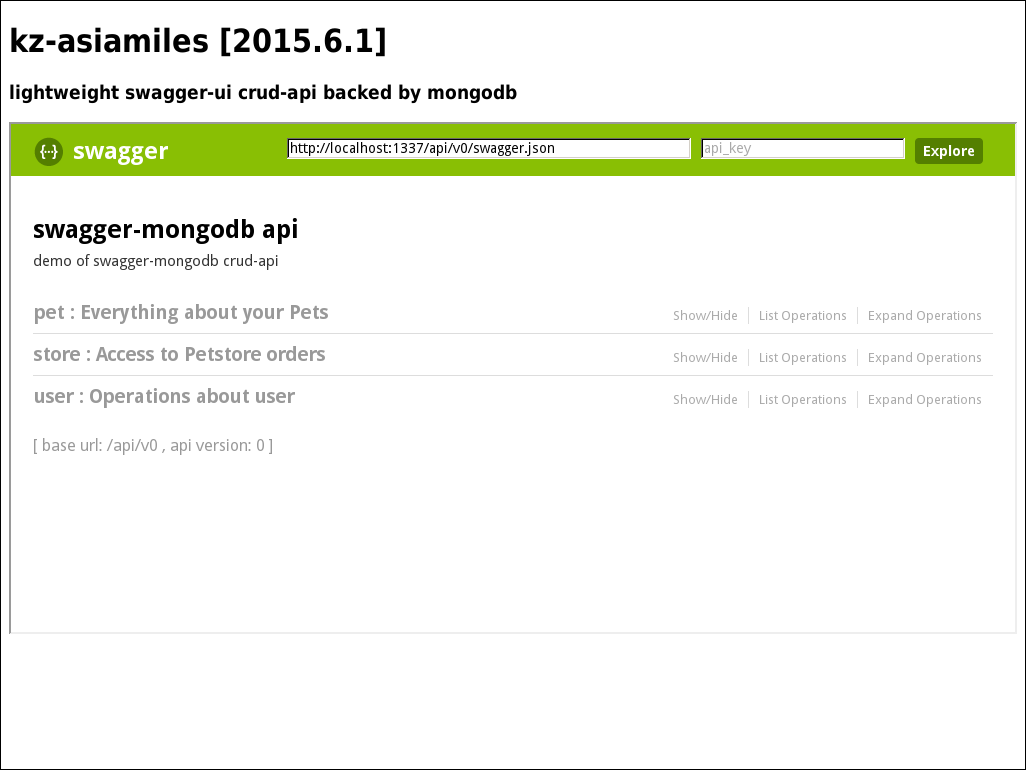 kz-asiamiles [2015.6.1]
lightweight swagger-ui crud-api backed by mongodb
{···} swagger http://localhost:1337/api/v0/swagger.json api_key Explore
swagger-mongodb api
demo of swagger-mongodb crud-api
pet : Everything about your Pets Show/Hide List Operations Expand Operations
store : Access to Petstore orders Show/Hide List Operations Expand Operations
user : Operations about user Show/Hide List Operations Expand Operations
[ base url: /api/v0 , api version: 0 ]